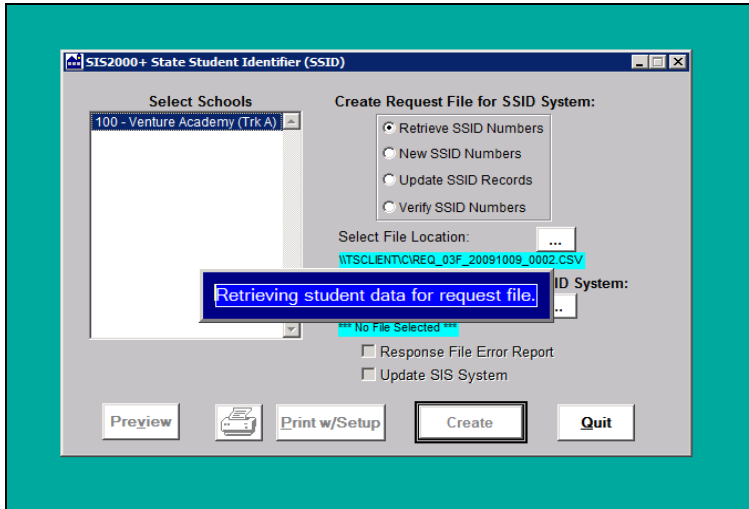 SIS2000+ State Student Identifier (SSID)
Select Schools
100 - Venture Academy (Trk A)
Create Request File for SSID System:
Retrieve SSID Numbers
New SSID Numbers
Update SSID Records
Verify SSID Numbers
Select File Location:
...
\\TSCLIENT\C\REQ_03F_20091009_0002.CSV
ID System:
Retrieving student data for request file.
..
*** No File Selected ***
Response File Error Report
Update SIS System
Preview
Print w/Setup
Create
Quit